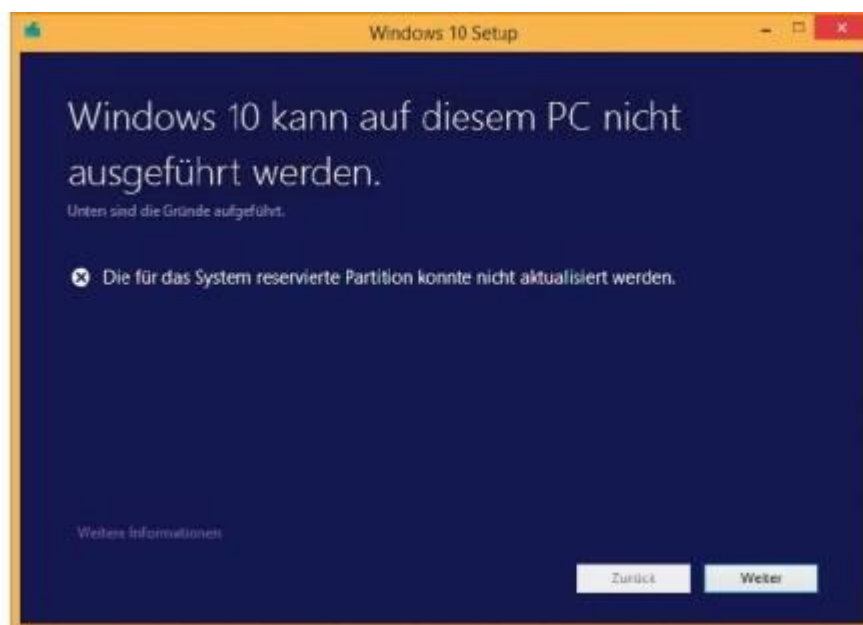 Windows 10 Setup
Windows 10 kann auf diesem PC nicht
ausgeführt werden.
Unten sind die Gründe aufgeführt.
Die für das System reservierte Partition konnte nicht aktualisiert werden.
Weitere Informationen
Zurück
Weiter